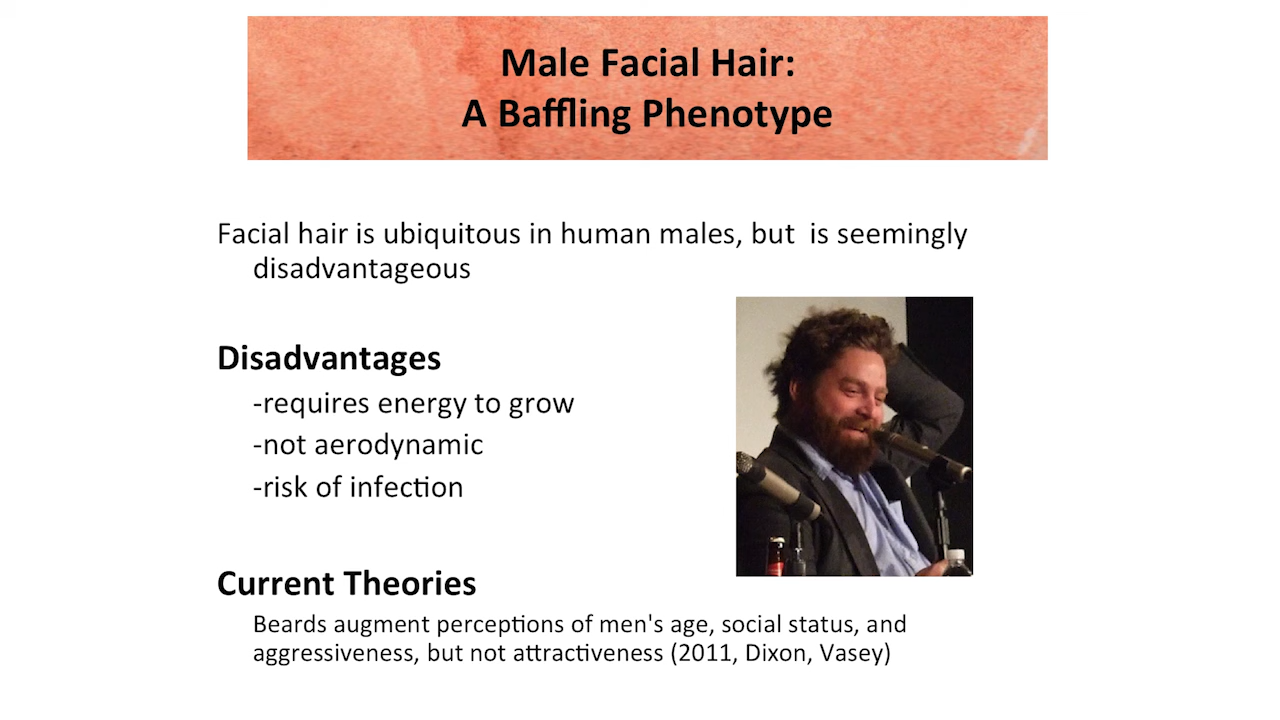 Male Facial Hair:
A Baffling Phenotype
Facial hair is ubiquitous in human males, but  is seemingly
disadvantageous
Disadvantages
-requires energy to grow
-not aerodynamic
-risk of infection
Current Theories
Beards augment perceptions of men's age, social status, and
aggressiveness, but not attractiveness (2011, Dixon, Vasey)